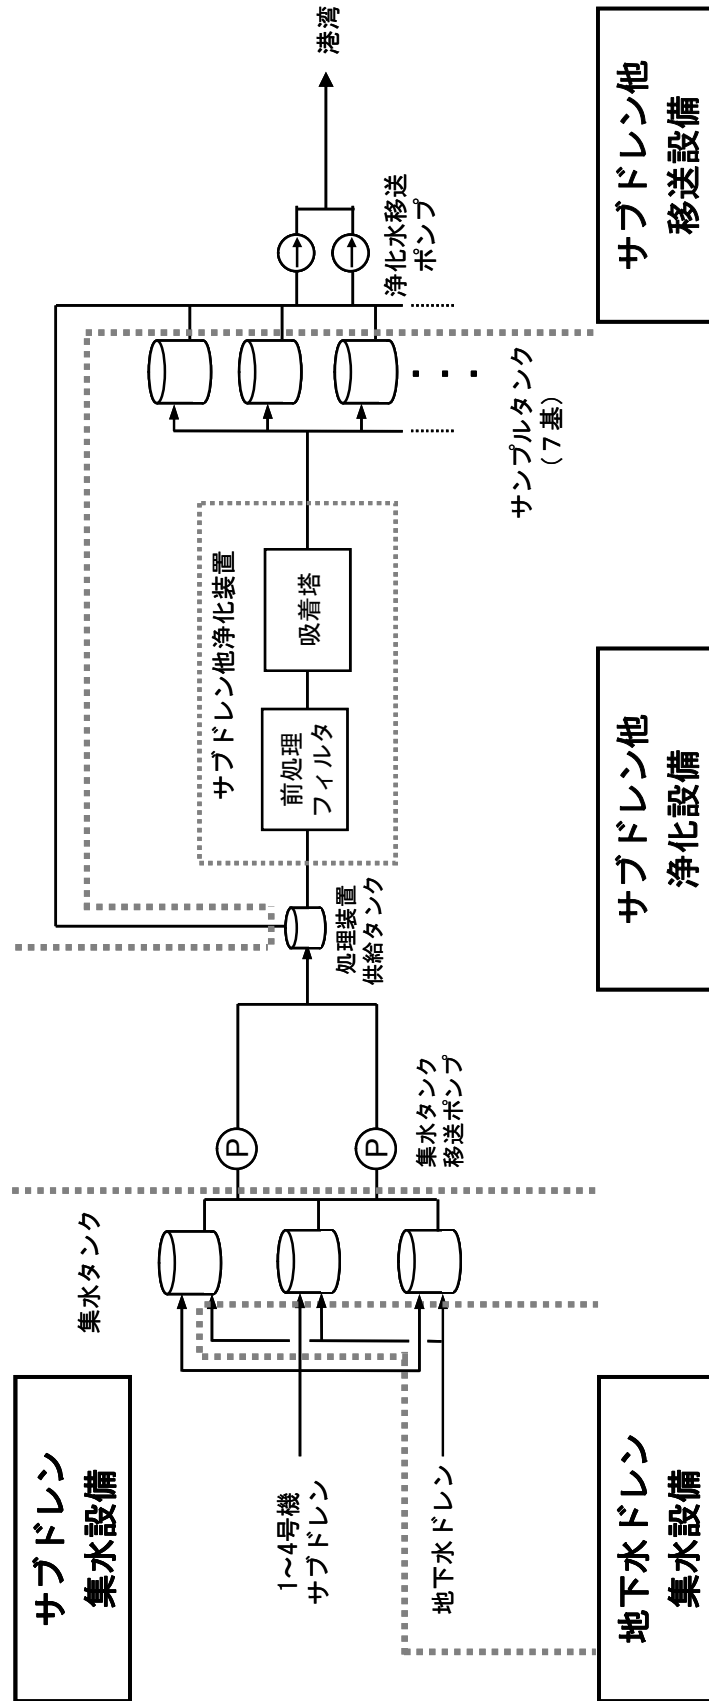 サブドレン
集水設備
集水タンク
1～4号機
サブドレン
地下水ドレン
地下水ドレン
集水設備
P
P
集水タンク
移送ポンプ
処理装置
供給タンク
サブドレン他浄化装置
前処理
フィルタ
吸着塔
サブドレン他
浄化設備
サンプルタンク
（７基）
浄化水移送
ポンプ
港湾
サブドレン他
移送設備